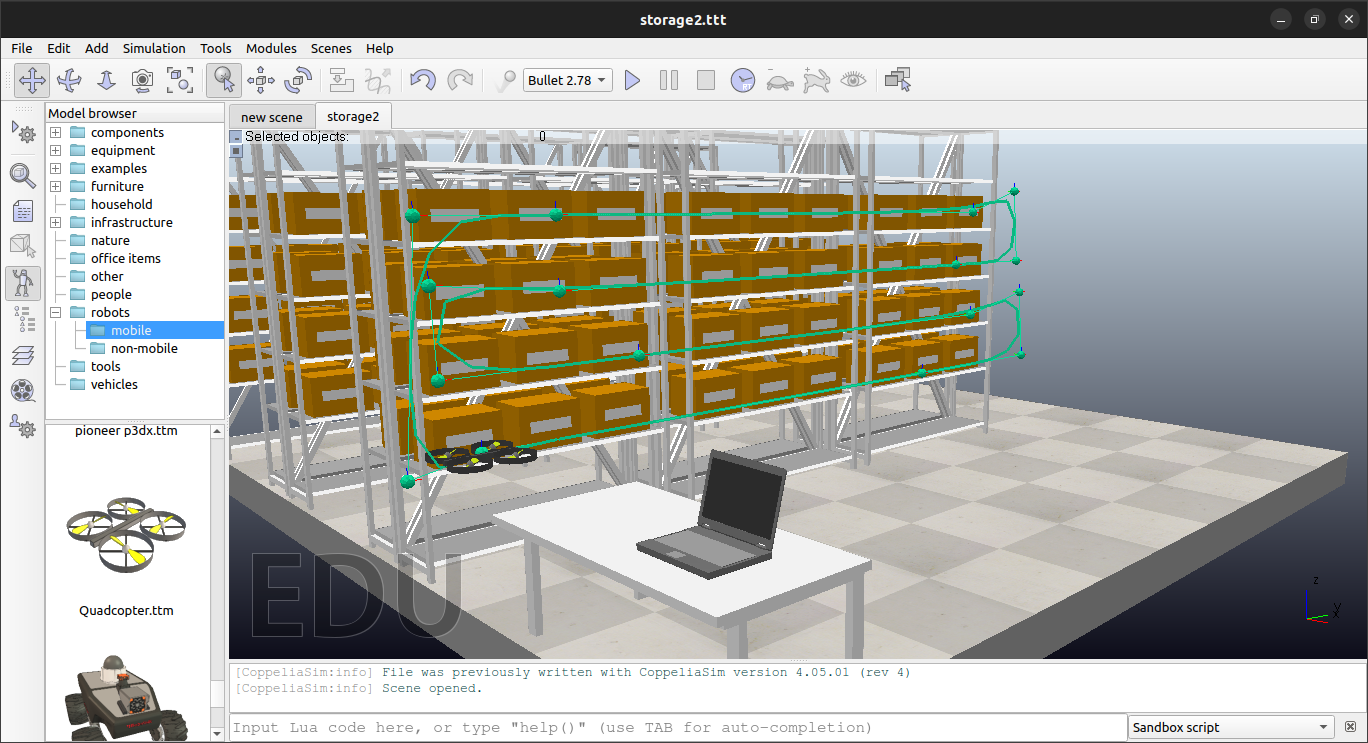 storage2.ttt
File Edit Add Simulation Tools Modules Scenes Help
Bullet 2.78
RT
Model browser
new scene
storage2
Selected objects: 0
components
equipment
examples
furniture
household
infrastructure
nature
office items
other
people
robots
mobile
non-mobile
tools
vehicles
pioneer p3dx.ttm
Quadcopter.ttm
EDU
z
y
x
[CoppeliaSim:info] File was previously written with CoppeliaSim version 4.05.01 (rev 4)
[CoppeliaSim:info] Scene opened.
Input Lua code here, or type "help()" (use TAB for auto-completion)
Sandbox script